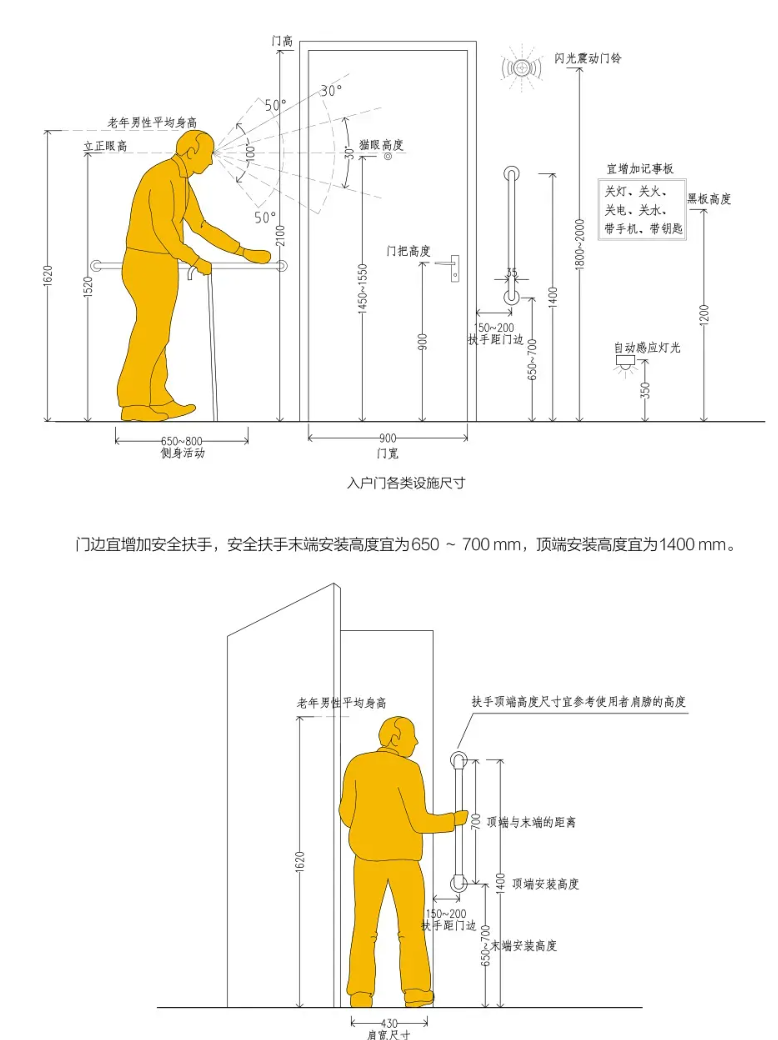 门高
闪光震动门铃
50°
30°
老年男性平均身高
立正眼高
猫眼高度
100°
30°
宜增加记事板
关灯、关火、
关电、关水、
带手机、带钥匙
黑板高度
50°
2100
门把高度
1800~2000
1620
1520
1450~1550
35
1400
150~200
扶手距门边
900
650~700
1200
自动感应灯光
350
650~800
侧身活动
900
门宽
入户门各类设施尺寸
门边宜增加安全扶手，安全扶手末端安装高度宜为650 ~ 700 mm，顶端安装高度宜为1400 mm。
老年男性平均身高
扶手顶端高度尺寸宜参考使用者肩膀的高度
700
顶端与末端的距离
1620
1400
顶端安装高度
150~200
扶手距门边
650~700
末端安装高度
430
肩宽尺寸